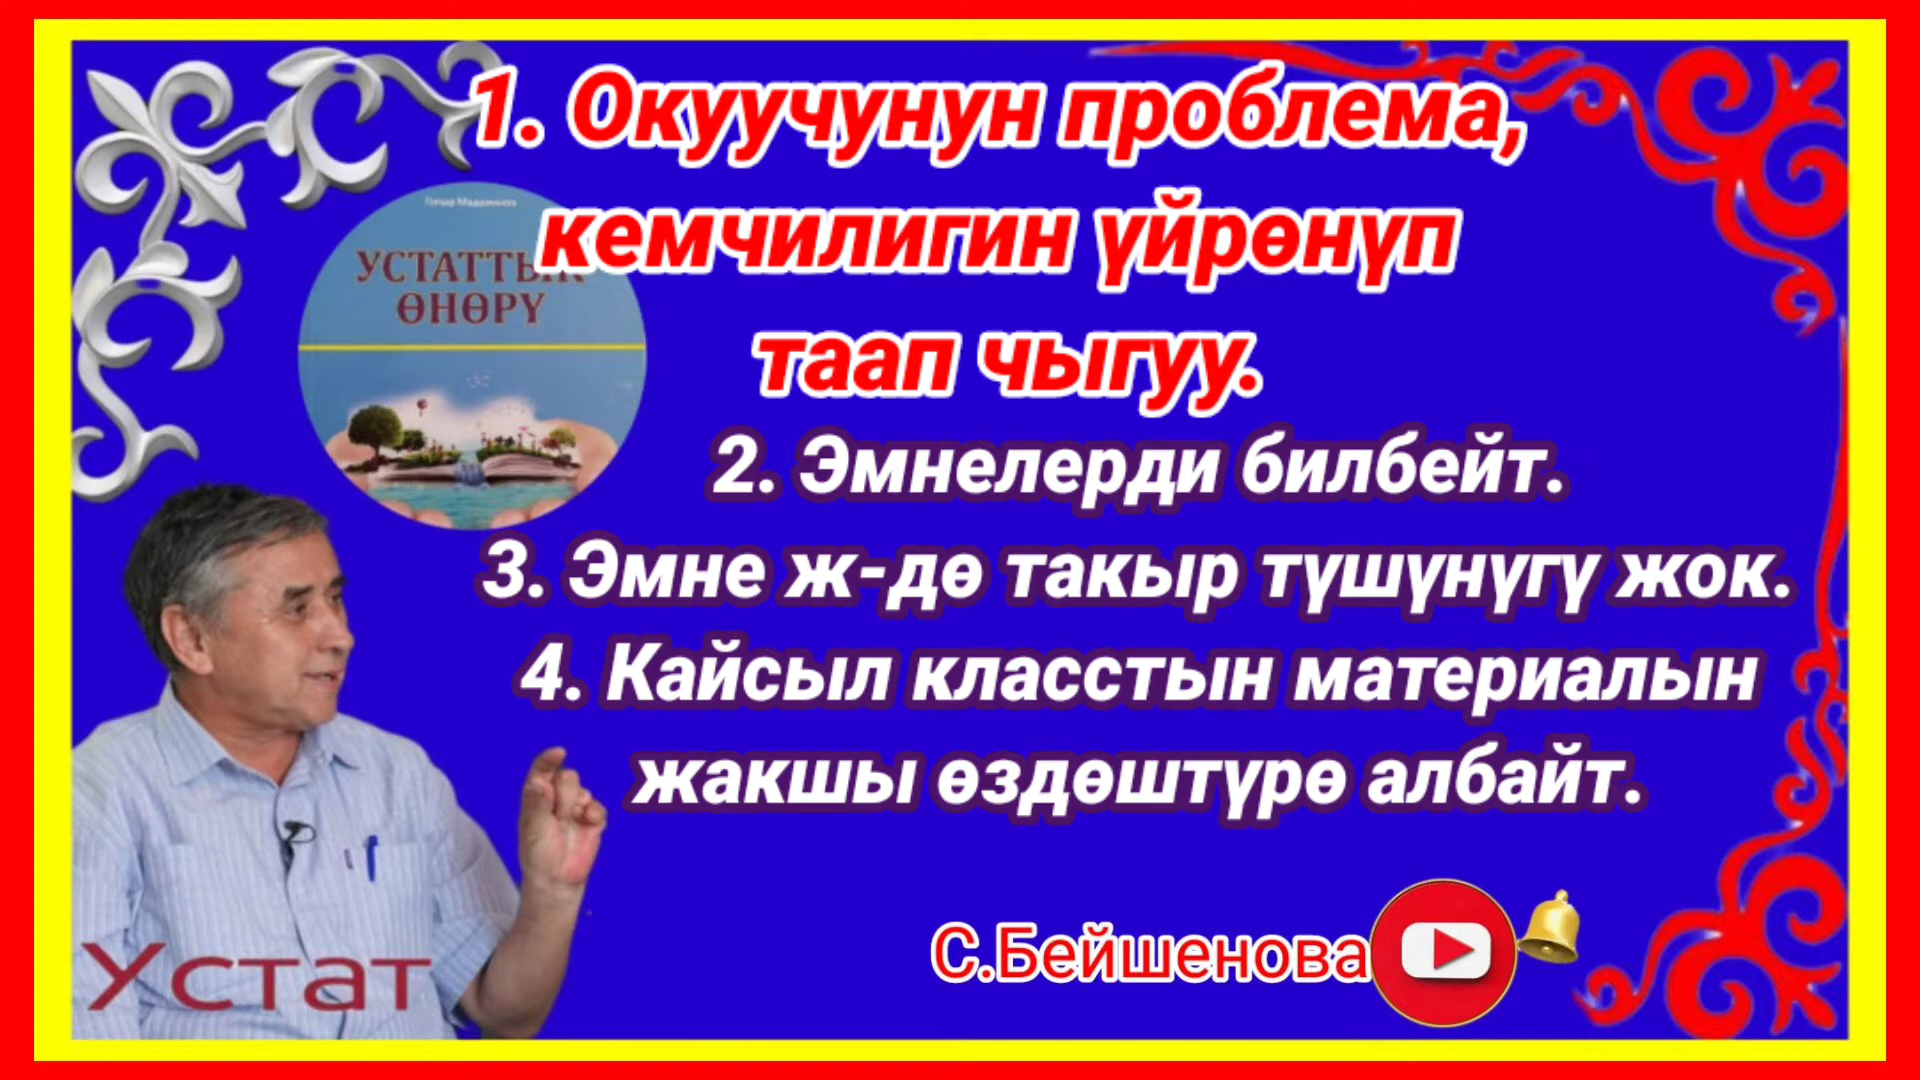 1. Окуучунун проблема,
кемчилигин үйрөнүп
таап чыгуу.
УСТАТТЫК
ӨНӨРҮ
2. Эмнелерди билбейт.
3. Эмне ж-дө такыр түшүнүгү жок.
4. Кайсыл класстын материалын
жакшы өздөштүрө албайт.
С.Бейшенова
Устат